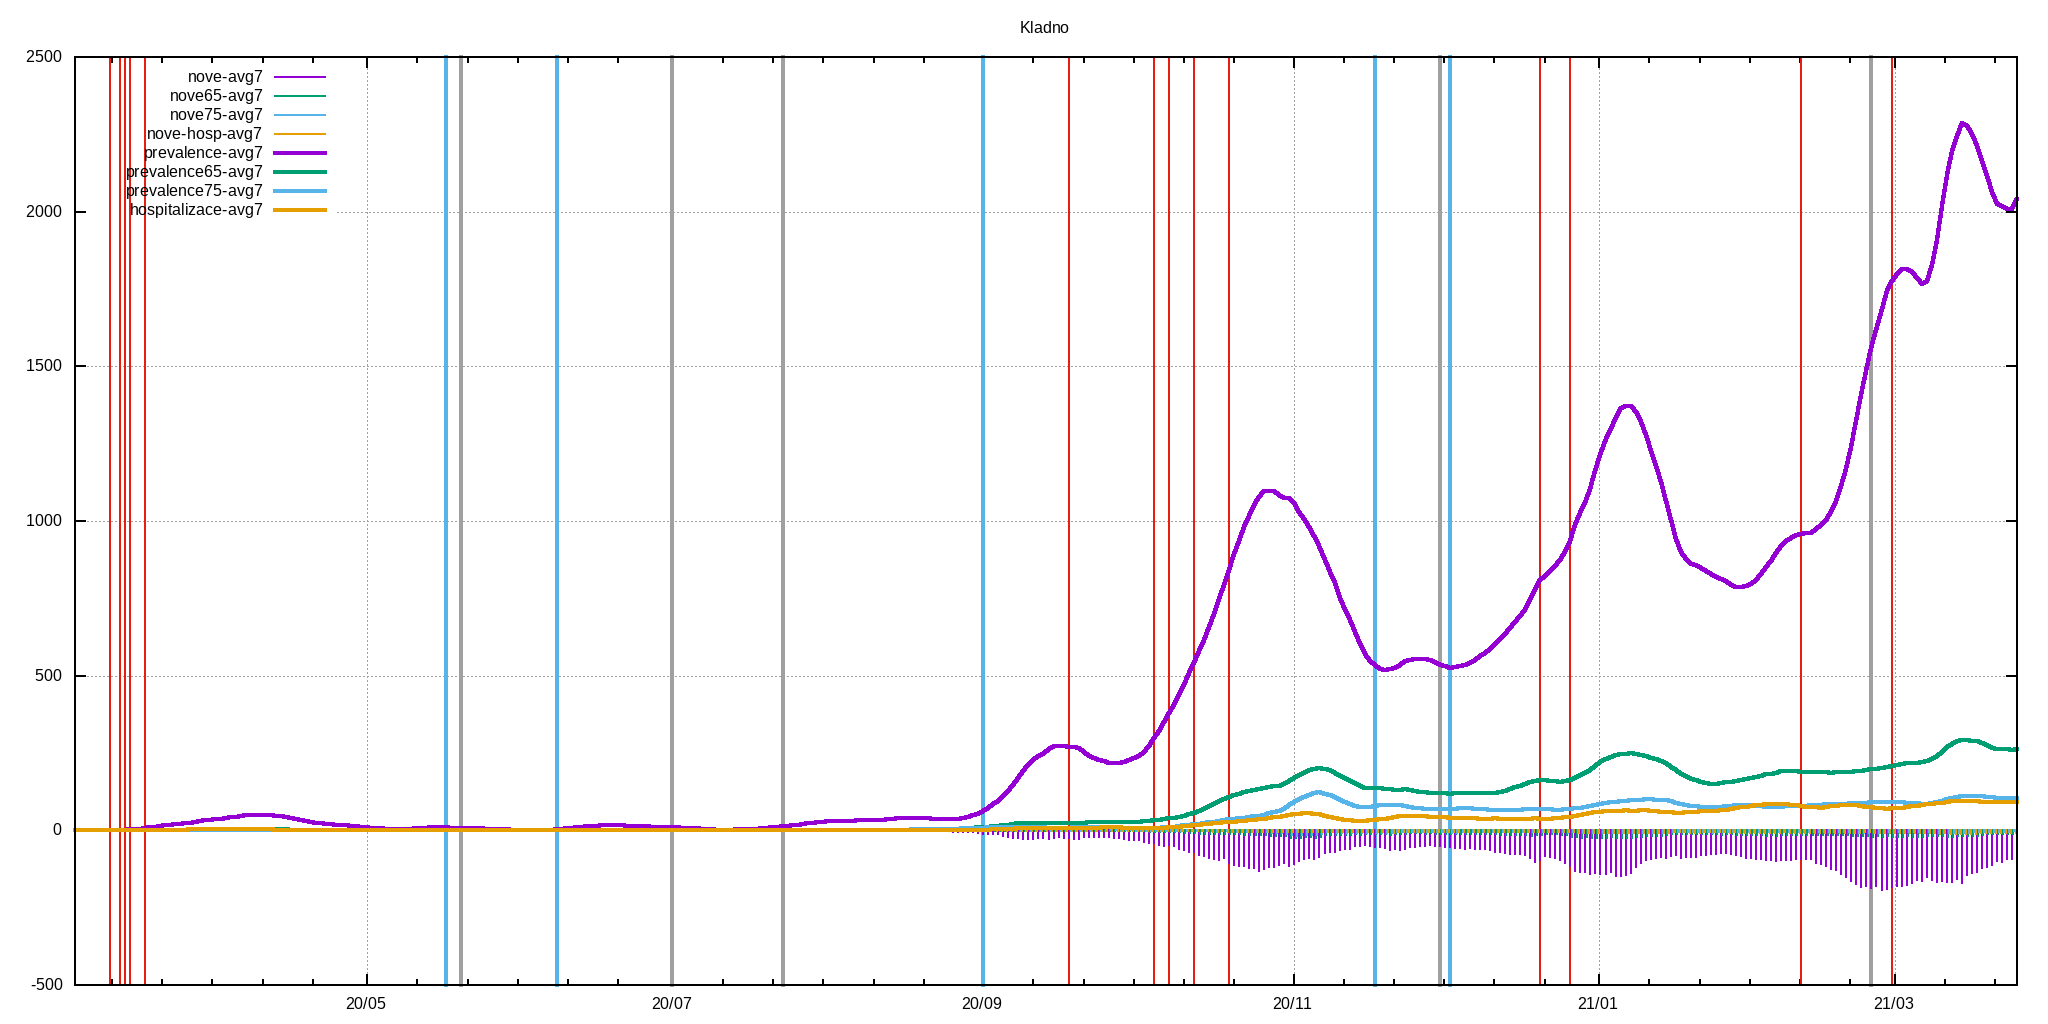 Kladno
2500
2000
1500
1000
500
0
-500
nove-avg7
nove65-avg7
nove75-avg7
nove-hosp-avg7
prevalence-avg7
prevalence65-avg7
prevalence75-avg7
hospitalizace-avg7
20/05 20/07 20/09 20/11 21/01 21/03